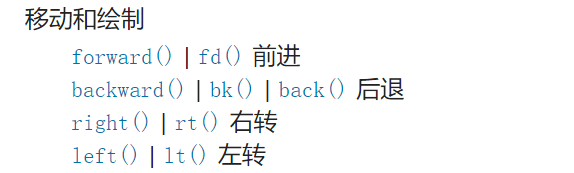 移动和绘制
forward() | fd() 前进
backward() | bk() | back() 后退
right() | rt() 右转
left() | lt() 左转